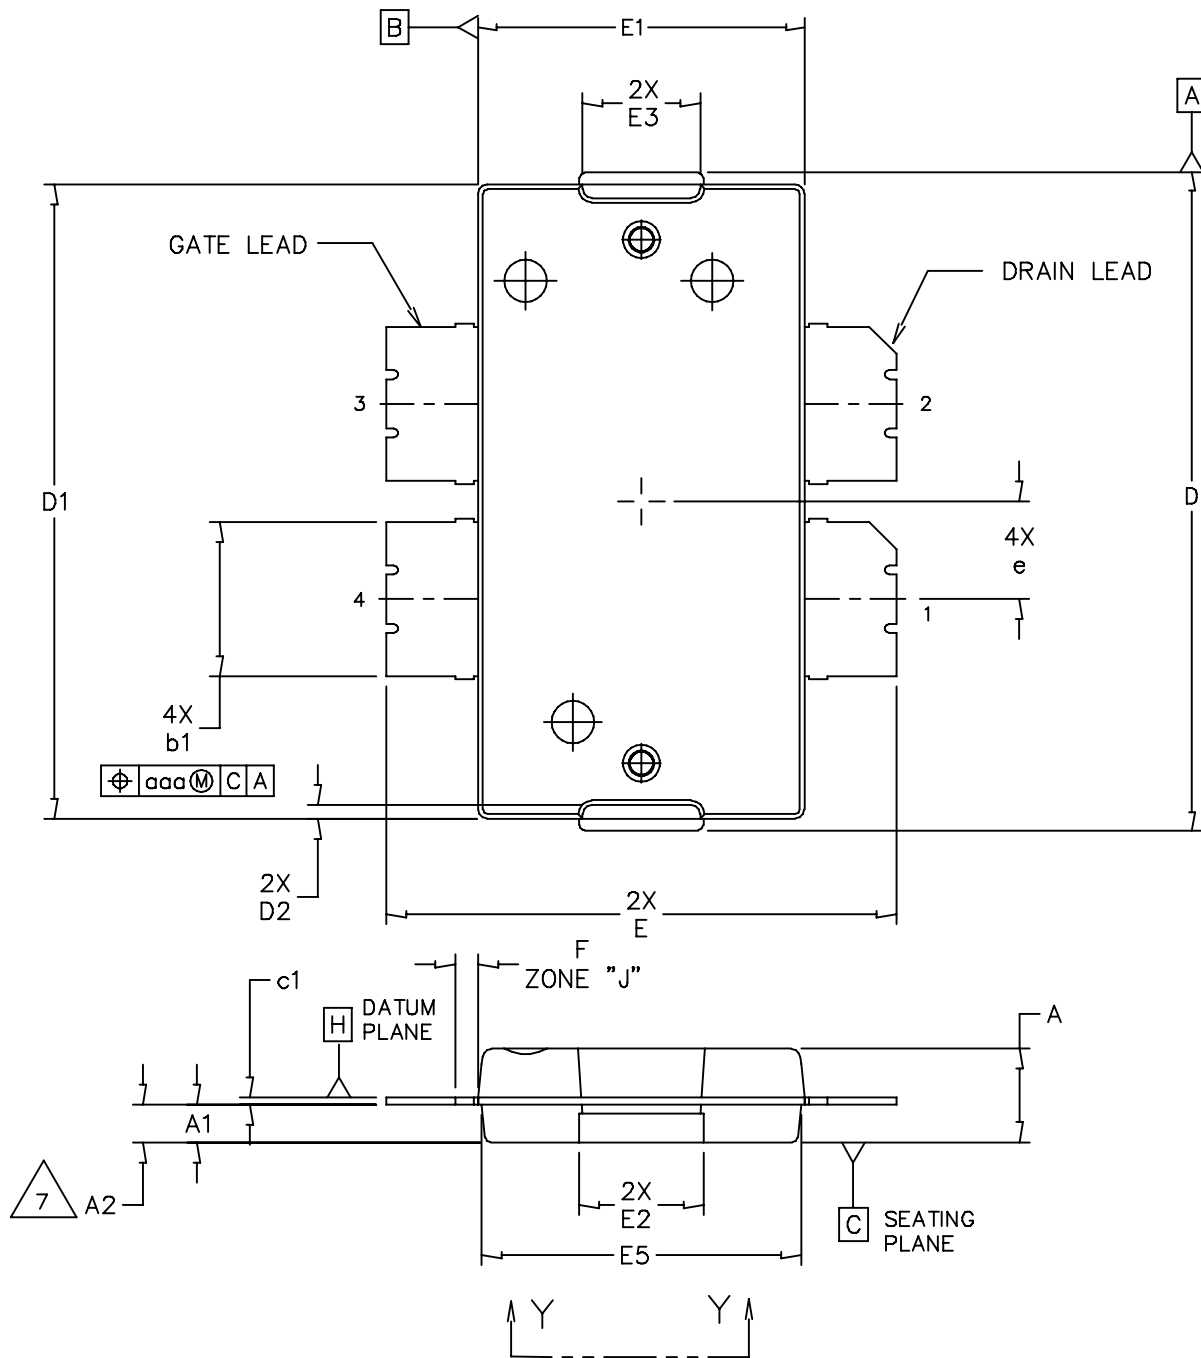 B
E1
2X
E3
A
GATE LEAD
DRAIN LEAD
3
2
D1
D
4X
e
4
1
4X
b1
⌖ aaa Ⓜ C A
2X
D2
2X
E
F
ZONE "J"
c1
H
DATUM
PLANE
A
A1
7
A2
2X
E2
C
SEATING
PLANE
E5
Y
Y